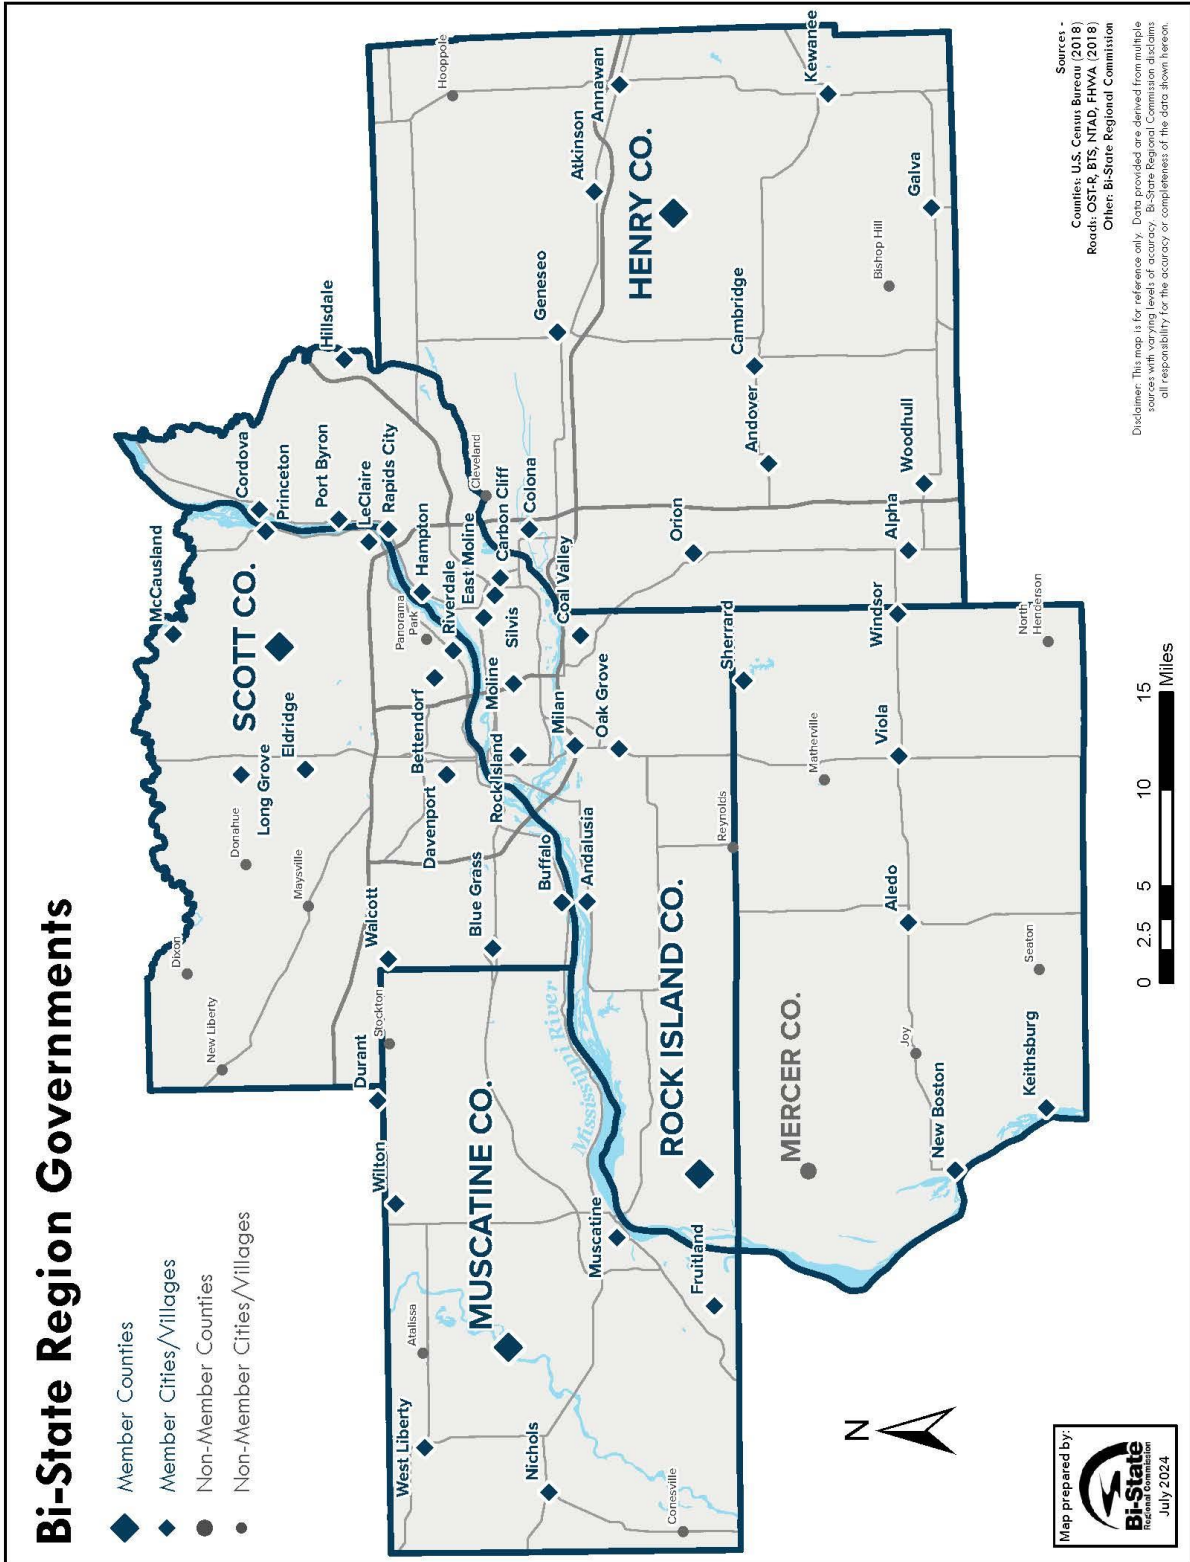 Bi-State Region Governments
Member Counties
Member Cities/Villages
Non-Member Counties
Non-Member Cities/Villages
McCausland
Cordova
Princeton
Port Byron
LeClaire
Rapids City
Hillsdale
Hooppole
SCOTT CO.
Dixon
New Liberty
Donahue
Long Grove
Eldridge
Maysville
Panorama
Park
Hampton
Riverdale
East Moline
Cleveland
Carbon Cliff
Colona
Silvis
Coal Valley
Bettendorf
Davenport
Moline
Rock Island
Milan
Oak Grove
Walcott
Blue Grass
Buffalo
Andalusia
Stockton
Durant
Wilton
MUSCATINE CO.
Atalissa
West Liberty
Nichols
Conesville
Muscatine
Fruitland
Mississippi River
ROCK ISLAND CO.
Reynolds
Sherrard
Geneseo
Atkinson
Annawan
HENRY CO.
Kewanee
Cambridge
Andover
Orion
Bishop Hill
Galva
Woodhull
Alpha
Windsor
North
Henderson
MERCER CO.
Matherville
Viola
Aledo
Joy
Seaton
New Boston
Keithsburg
N
0 2.5 5 10 15
Miles
Sources -
Counties: U.S. Census Bureau (2018)
Roads: OST-R, BTS, NTAD, FHWA (2018)
Other: Bi-State Regional Commission
Disclaimer: This map is for reference only. Data provided are derived from multiple
sources with varying levels of accuracy. Bi-State Regional Commission disclaims
all responsibility for the accuracy or completeness of the data shown hereon.
Map prepared by:
Bi-State
Regional Commission
July 2024